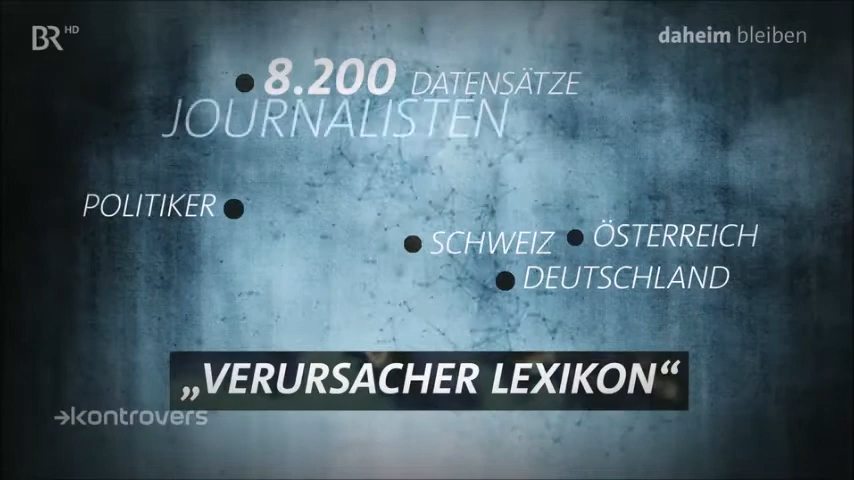 BR HD
daheim bleiben
8.200 DATENSÄTZE
JOURNALISTEN
POLITIKER
SCHWEIZ
ÖSTERREICH
DEUTSCHLAND
„VERURSACHER LEXIKON“
kontrovers